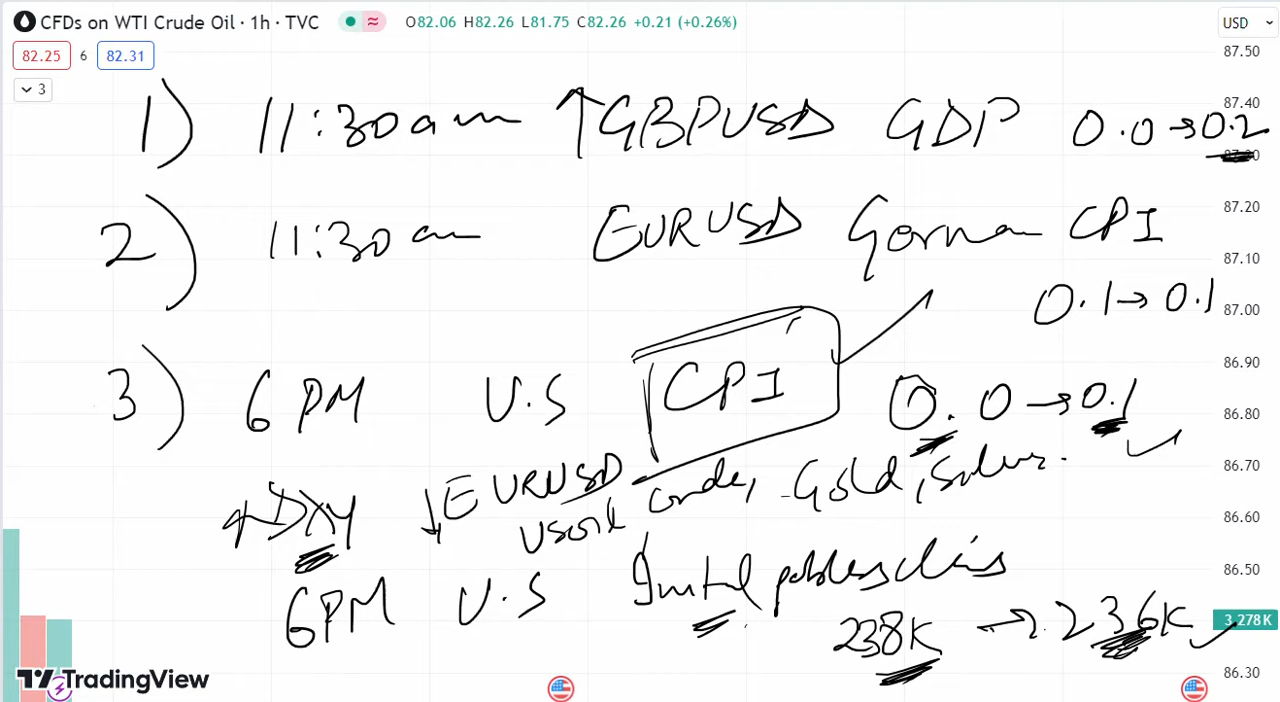 CFDs on WTI Crude Oil · 1h · TVC O82.06 H82.26 L81.75 C82.26 +0.21 (+0.26%) USD
82.25 6 82.31
3
87.50
87.40
1) 11:30am ↑GBPUSD GDP 0.0→0.2
87.30
87.20
2) 11:30am EURUSD German CPI
87.10
0.1→0.1
87.00
86.90
3) 6PM U.S CPI 0.0→0.1
86.80
86.70
↑DXY ↓EURUSD Gold, Silver.
USoil
86.60
86.50
6PM U.S Initial jobless claims
238K → 236K
3.278K
86.30
TradingView